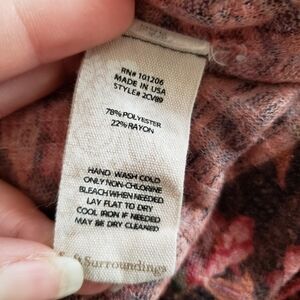 RN# 101206
MADE IN USA
STYLE# 2CV89
78% POLYESTER
22% RAYON
HAND WASH COLD
ONLY NON-CHLORINE
BLEACH WHEN NEEDED
LAY FLAT TO DRY
COOL IRON IF NEEDED
MAY BE DRY CLEANED
Surroundings